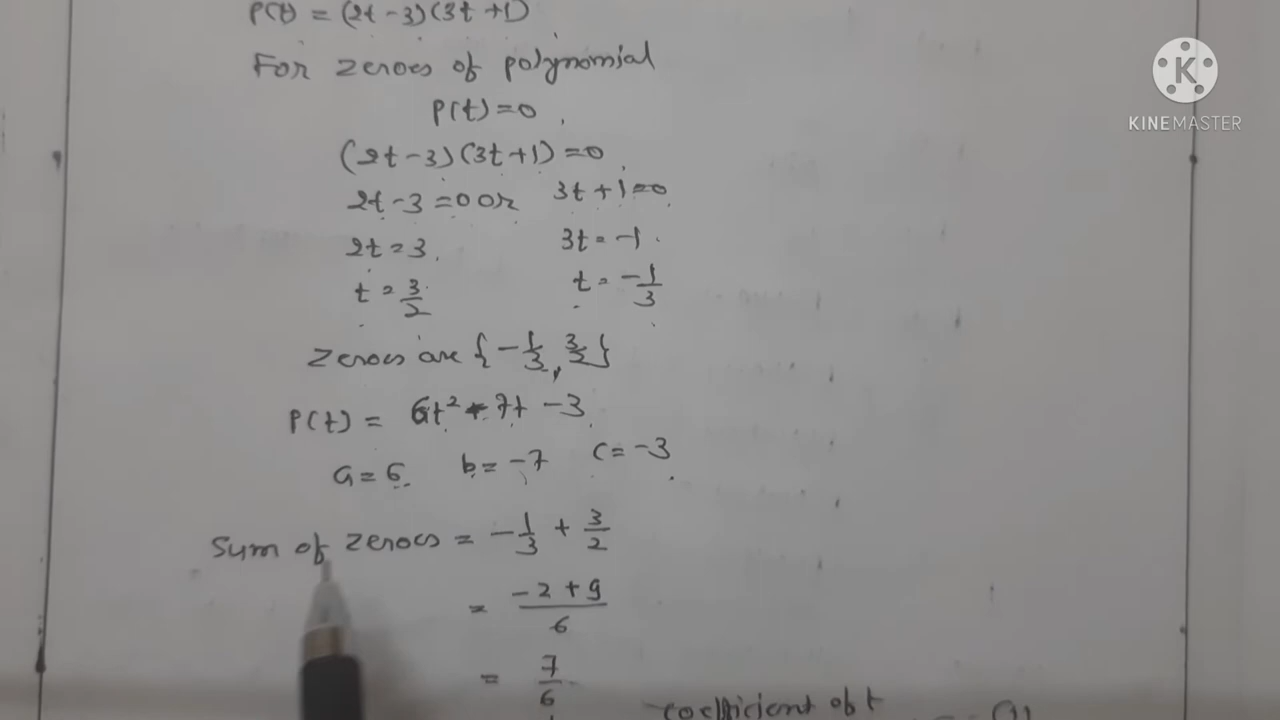 P(t) = (2t - 3)(3t + 1)
For zeroes of polynomial
P(t) = 0
(2t - 3)(3t + 1) = 0
2t - 3 = 0 or 3t + 1 = 0
2t = 3 3t = -1
t = 3/2 t = -1/3
zeroes are {-1/3, 3/2}
P(t) = 6t² - 7t - 3
a = 6 b = -7 c = -3
Sum of zeroes = -1/3 + 3/2
= (-2 + 9)/6
= 7/6
coefficient of t
K
KINEMASTER